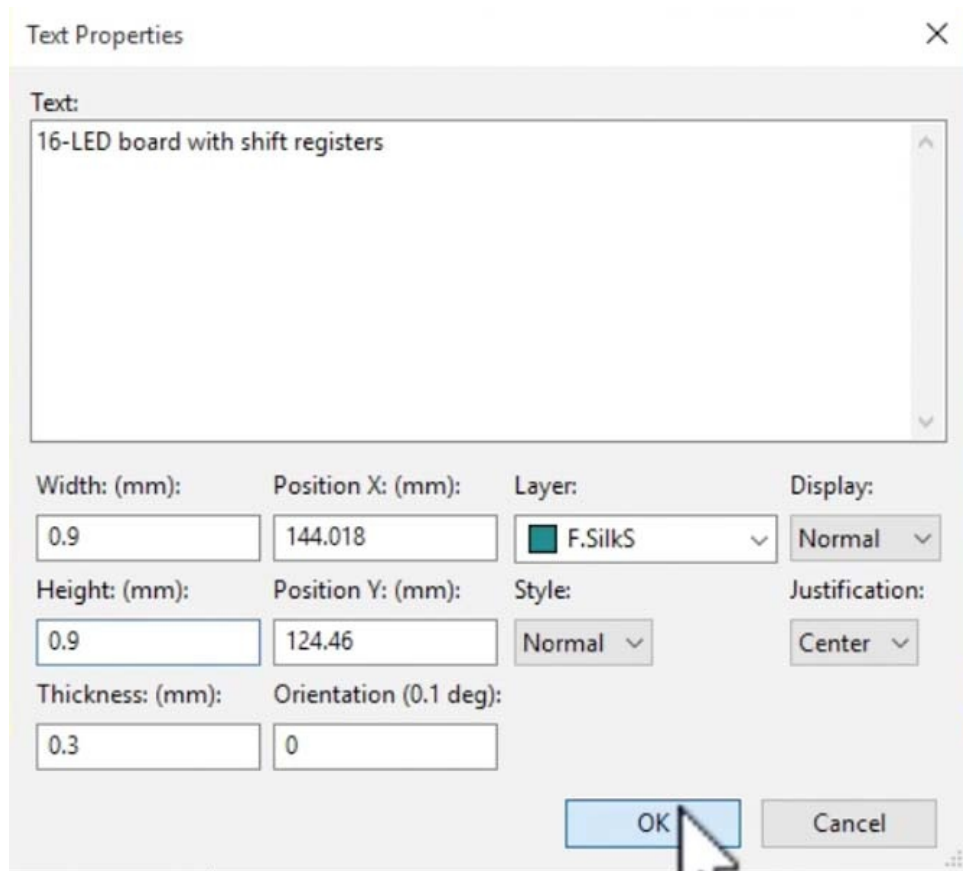 Text Properties
Text:
16-LED board with shift registers
Width: (mm): Position X: (mm): Layer: Display:
0.9 144.018 F.SilkS Normal
Height: (mm): Position Y: (mm): Style: Justification:
0.9 124.46 Normal Center
Thickness: (mm): Orientation (0.1 deg):
0.3 0
OK Cancel